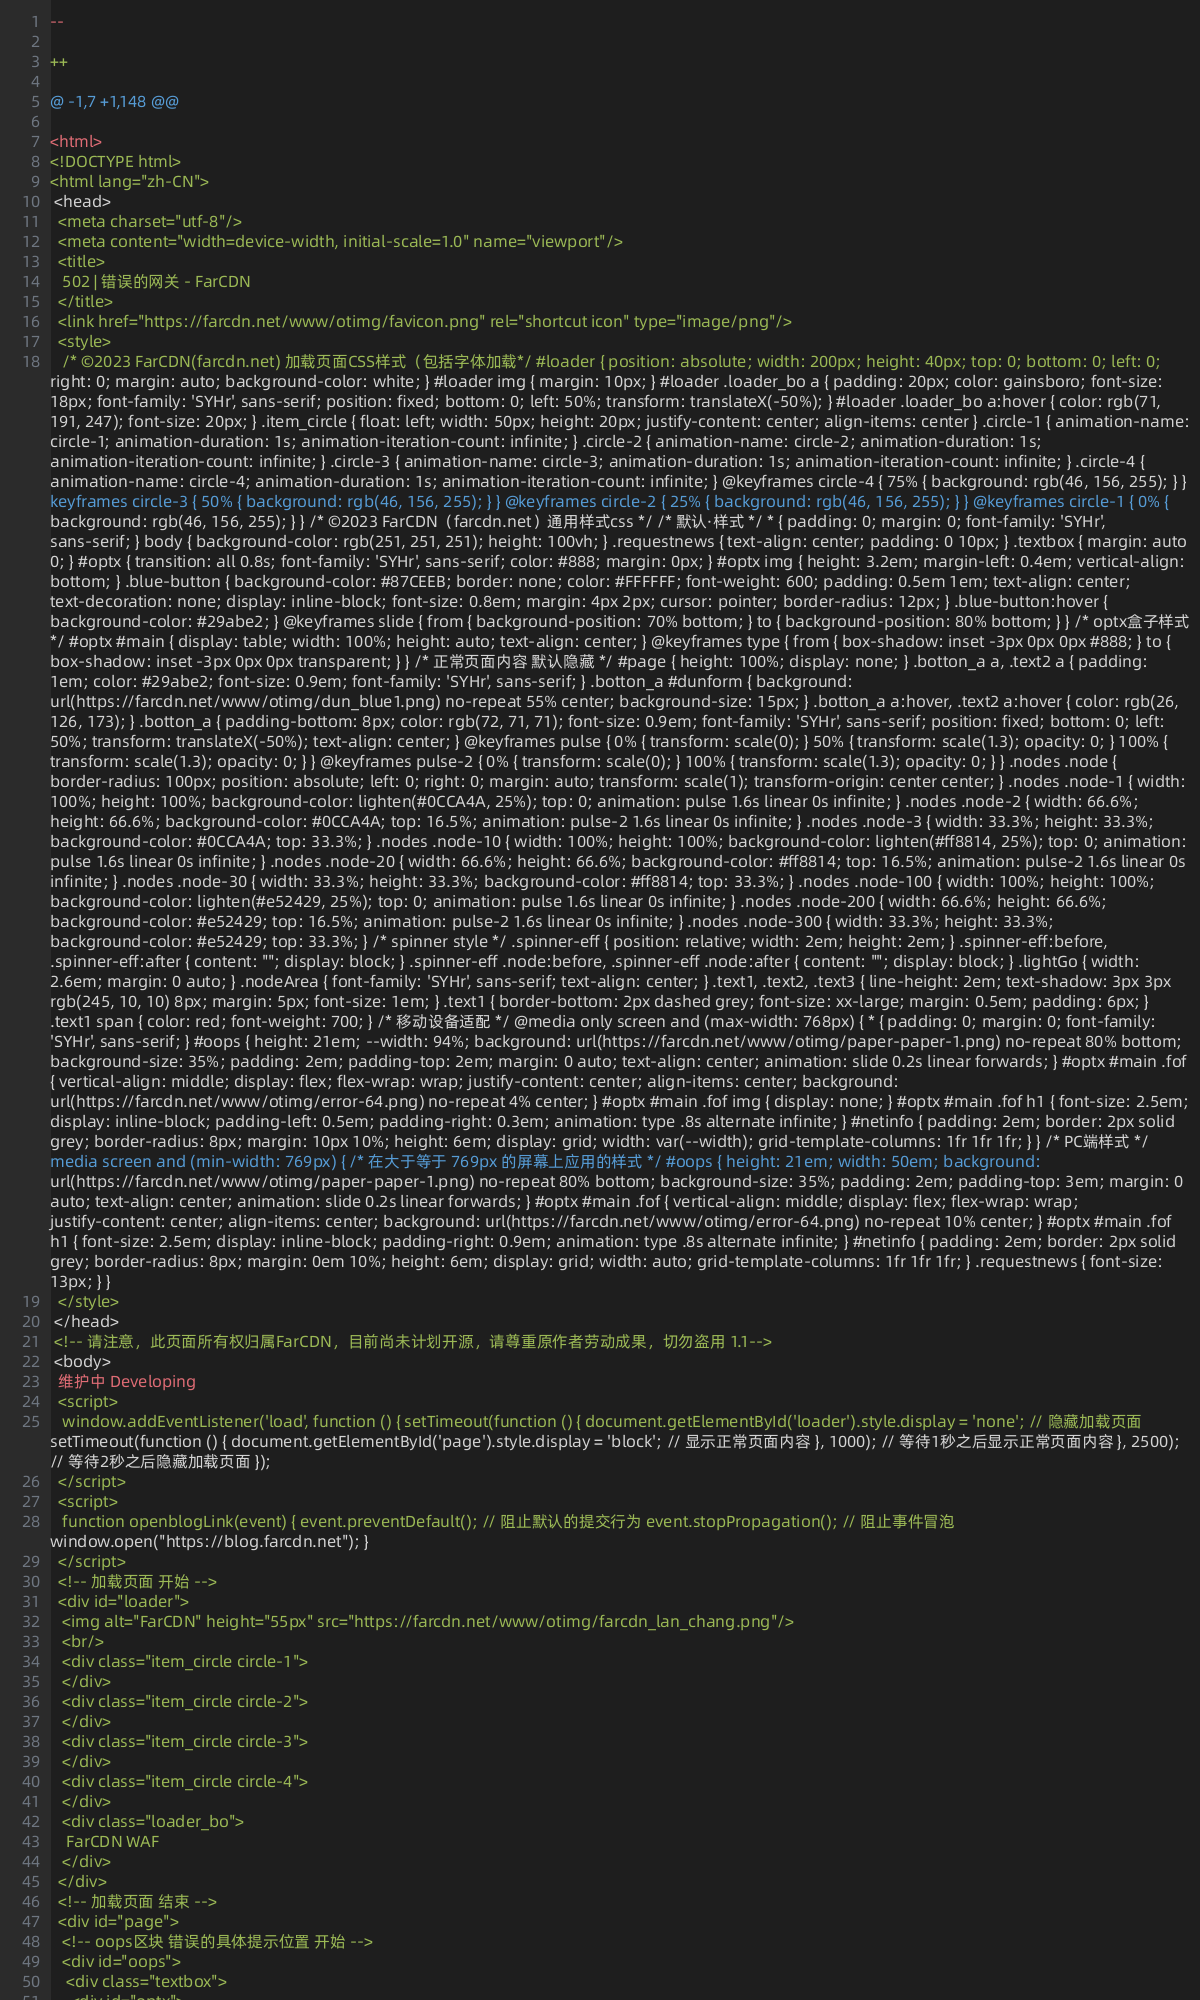 1 --
2
3 ++
4
5 @ -1,7 +1,148 @@
6
7 <html>
8 <!DOCTYPE html>
9 <html lang="zh-CN">
10 <head>
11 <meta charset="utf-8"/>
12 <meta content="width=device-width, initial-scale=1.0" name="viewport"/>
13 <title>
14 502 | 错误的网关 - FarCDN
15 </title>
16 <link href="https://farcdn.net/www/otimg/favicon.png" rel="shortcut icon" type="image/png"/>
17 <style>
18 /* ©2023 FarCDN(farcdn.net) 加载页面CSS样式（包括字体加载*/ #loader { position: absolute; width: 200px; height: 40px; top: 0; bottom: 0; left: 0;
right: 0; margin: auto; background-color: white; } #loader img { margin: 10px; } #loader .loader_bo a { padding: 20px; color: gainsboro; font-size:
18px; font-family: 'SYHr', sans-serif; position: fixed; bottom: 0; left: 50%; transform: translateX(-50%); } #loader .loader_bo a:hover { color: rgb(71,
191, 247); font-size: 20px; } .item_circle { float: left; width: 50px; height: 20px; justify-content: center; align-items: center } .circle-1 { animation-name:
circle-1; animation-duration: 1s; animation-iteration-count: infinite; } .circle-2 { animation-name: circle-2; animation-duration: 1s;
animation-iteration-count: infinite; } .circle-3 { animation-name: circle-3; animation-duration: 1s; animation-iteration-count: infinite; } .circle-4 {
animation-name: circle-4; animation-duration: 1s; animation-iteration-count: infinite; } @keyframes circle-4 { 75% { background: rgb(46, 156, 255); } }
keyframes circle-3 { 50% { background: rgb(46, 156, 255); } } @keyframes circle-2 { 25% { background: rgb(46, 156, 255); } } @keyframes circle-1 { 0% {
background: rgb(46, 156, 255); } } /* ©2023 FarCDN（farcdn.net）通用样式css */ /* 默认·样式 */ * { padding: 0; margin: 0; font-family: 'SYHr',
sans-serif; } body { background-color: rgb(251, 251, 251); height: 100vh; } .requestnews { text-align: center; padding: 0 10px; } .textbox { margin: auto
0; } #optx { transition: all 0.8s; font-family: 'SYHr', sans-serif; color: #888; margin: 0px; } #optx img { height: 3.2em; margin-left: 0.4em; vertical-align:
bottom; } .blue-button { background-color: #87CEEB; border: none; color: #FFFFFF; font-weight: 600; padding: 0.5em 1em; text-align: center;
text-decoration: none; display: inline-block; font-size: 0.8em; margin: 4px 2px; cursor: pointer; border-radius: 12px; } .blue-button:hover {
background-color: #29abe2; } @keyframes slide { from { background-position: 70% bottom; } to { background-position: 80% bottom; } } /* optx盒子样式
*/ #optx #main { display: table; width: 100%; height: auto; text-align: center; } @keyframes type { from { box-shadow: inset -3px 0px 0px #888; } to {
box-shadow: inset -3px 0px 0px transparent; } } /* 正常页面内容 默认隐藏 */ #page { height: 100%; display: none; } .botton_a a, .text2 a { padding:
1em; color: #29abe2; font-size: 0.9em; font-family: 'SYHr', sans-serif; } .botton_a #dunform { background:
url(https://farcdn.net/www/otimg/dun_blue1.png) no-repeat 55% center; background-size: 15px; } .botton_a a:hover, .text2 a:hover { color: rgb(26,
126, 173); } .botton_a { padding-bottom: 8px; color: rgb(72, 71, 71); font-size: 0.9em; font-family: 'SYHr', sans-serif; position: fixed; bottom: 0; left:
50%; transform: translateX(-50%); text-align: center; } @keyframes pulse { 0% { transform: scale(0); } 50% { transform: scale(1.3); opacity: 0; } 100% {
transform: scale(1.3); opacity: 0; } } @keyframes pulse-2 { 0% { transform: scale(0); } 100% { transform: scale(1.3); opacity: 0; } } .nodes .node {
border-radius: 100px; position: absolute; left: 0; right: 0; margin: auto; transform: scale(1); transform-origin: center center; } .nodes .node-1 { width:
100%; height: 100%; background-color: lighten(#0CCA4A, 25%); top: 0; animation: pulse 1.6s linear 0s infinite; } .nodes .node-2 { width: 66.6%;
height: 66.6%; background-color: #0CCA4A; top: 16.5%; animation: pulse-2 1.6s linear 0s infinite; } .nodes .node-3 { width: 33.3%; height: 33.3%;
background-color: #0CCA4A; top: 33.3%; } .nodes .node-10 { width: 100%; height: 100%; background-color: lighten(#ff8814, 25%); top: 0; animation:
pulse 1.6s linear 0s infinite; } .nodes .node-20 { width: 66.6%; height: 66.6%; background-color: #ff8814; top: 16.5%; animation: pulse-2 1.6s linear 0s
infinite; } .nodes .node-30 { width: 33.3%; height: 33.3%; background-color: #ff8814; top: 33.3%; } .nodes .node-100 { width: 100%; height: 100%;
background-color: lighten(#e52429, 25%); top: 0; animation: pulse 1.6s linear 0s infinite; } .nodes .node-200 { width: 66.6%; height: 66.6%;
background-color: #e52429; top: 16.5%; animation: pulse-2 1.6s linear 0s infinite; } .nodes .node-300 { width: 33.3%; height: 33.3%;
background-color: #e52429; top: 33.3%; } /* spinner style */ .spinner-eff { position: relative; width: 2em; height: 2em; } .spinner-eff:before,
.spinner-eff:after { content: ""; display: block; } .spinner-eff .node:before, .spinner-eff .node:after { content: ""; display: block; } .lightGo { width:
2.6em; margin: 0 auto; } .nodeArea { font-family: 'SYHr', sans-serif; text-align: center; } .text1, .text2, .text3 { line-height: 2em; text-shadow: 3px 3px
rgb(245, 10, 10) 8px; margin: 5px; font-size: 1em; } .text1 { border-bottom: 2px dashed grey; font-size: xx-large; margin: 0.5em; padding: 6px; }
.text1 span { color: red; font-weight: 700; } /* 移动设备适配 */ @media only screen and (max-width: 768px) { * { padding: 0; margin: 0; font-family:
'SYHr', sans-serif; } #oops { height: 21em; --width: 94%; background: url(https://farcdn.net/www/otimg/paper-paper-1.png) no-repeat 80% bottom;
background-size: 35%; padding: 2em; padding-top: 2em; margin: 0 auto; text-align: center; animation: slide 0.2s linear forwards; } #optx #main .fof
{ vertical-align: middle; display: flex; flex-wrap: wrap; justify-content: center; align-items: center; background:
url(https://farcdn.net/www/otimg/error-64.png) no-repeat 4% center; } #optx #main .fof img { display: none; } #optx #main .fof h1 { font-size: 2.5em;
display: inline-block; padding-left: 0.5em; padding-right: 0.3em; animation: type .8s alternate infinite; } #netinfo { padding: 2em; border: 2px solid
grey; border-radius: 8px; margin: 10px 10%; height: 6em; display: grid; width: var(--width); grid-template-columns: 1fr 1fr 1fr; } } /* PC端样式 */
media screen and (min-width: 769px) { /* 在大于等于 769px 的屏幕上应用的样式 */ #oops { height: 21em; width: 50em; background:
url(https://farcdn.net/www/otimg/paper-paper-1.png) no-repeat 80% bottom; background-size: 35%; padding: 2em; padding-top: 3em; margin: 0
auto; text-align: center; animation: slide 0.2s linear forwards; } #optx #main .fof { vertical-align: middle; display: flex; flex-wrap: wrap;
justify-content: center; align-items: center; background: url(https://farcdn.net/www/otimg/error-64.png) no-repeat 10% center; } #optx #main .fof
h1 { font-size: 2.5em; display: inline-block; padding-right: 0.9em; animation: type .8s alternate infinite; } #netinfo { padding: 2em; border: 2px solid
grey; border-radius: 8px; margin: 0em 10%; height: 6em; display: grid; width: auto; grid-template-columns: 1fr 1fr 1fr; } .requestnews { font-size:
13px; } }
19 </style>
20 </head>
21 <!-- 请注意，此页面所有权归属FarCDN，目前尚未计划开源，请尊重原作者劳动成果，切勿盗用 1.1-->
22 <body>
23 维护中 Developing
24 <script>
25 window.addEventListener('load', function () { setTimeout(function () { document.getElementById('loader').style.display = 'none'; // 隐藏加载页面
setTimeout(function () { document.getElementById('page').style.display = 'block'; // 显示正常页面内容 }, 1000); // 等待1秒之后显示正常页面内容 }, 2500);
// 等待2秒之后隐藏加载页面 });
26 </script>
27 <script>
28 function openblogLink(event) { event.preventDefault(); // 阻止默认的提交行为 event.stopPropagation(); // 阻止事件冒泡
window.open("https://blog.farcdn.net"); }
29 </script>
30 <!-- 加载页面 开始 -->
31 <div id="loader">
32 <img alt="FarCDN" height="55px" src="https://farcdn.net/www/otimg/farcdn_lan_chang.png"/>
33 <br/>
34 <div class="item_circle circle-1">
35 </div>
36 <div class="item_circle circle-2">
37 </div>
38 <div class="item_circle circle-3">
39 </div>
40 <div class="item_circle circle-4">
41 </div>
42 <div class="loader_bo">
43 FarCDN WAF
44 </div>
45 </div>
46 <!-- 加载页面 结束 -->
47 <div id="page">
48 <!-- oops区块 错误的具体提示位置 开始 -->
49 <div id="oops">
50 <div class="textbox">
51 <div id="optx">